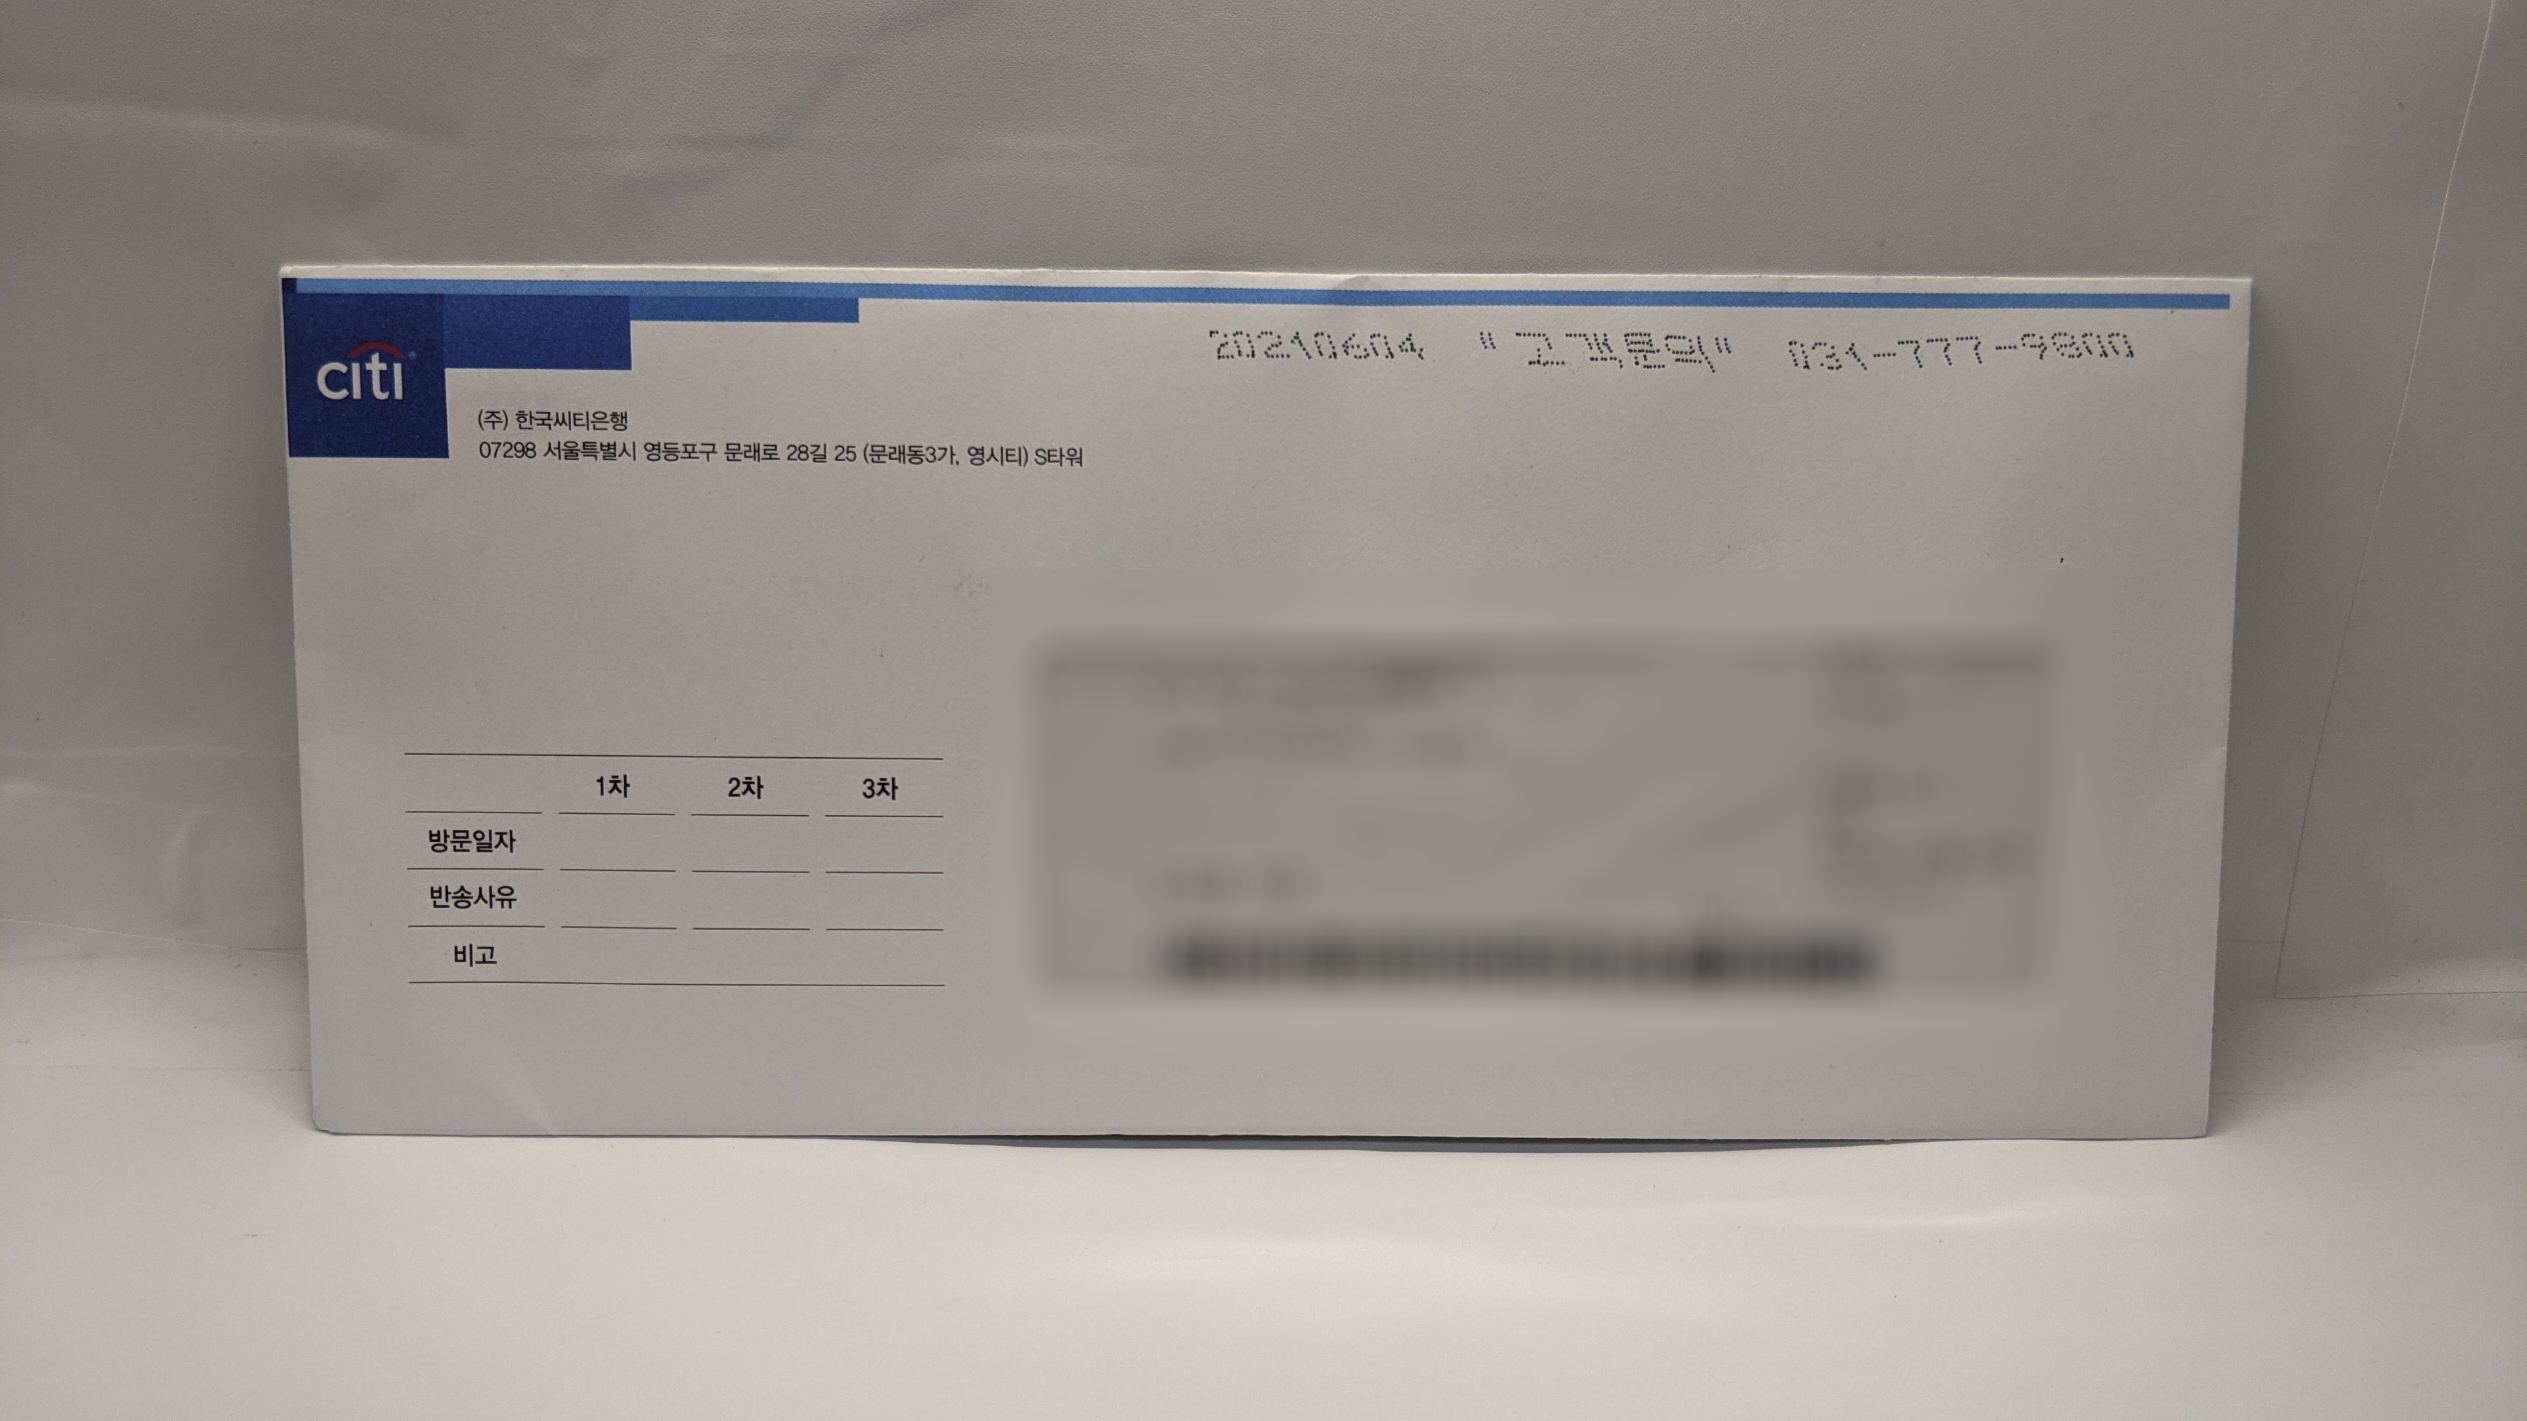 citi
20210604 "고객문의" 031-777-9800
(주) 한국씨티은행
07298 서울특별시 영등포구 문래로 28길 25 (문래동3가, 영시티) S타워
1차 2차 3차
방문일자
반송사유
비고